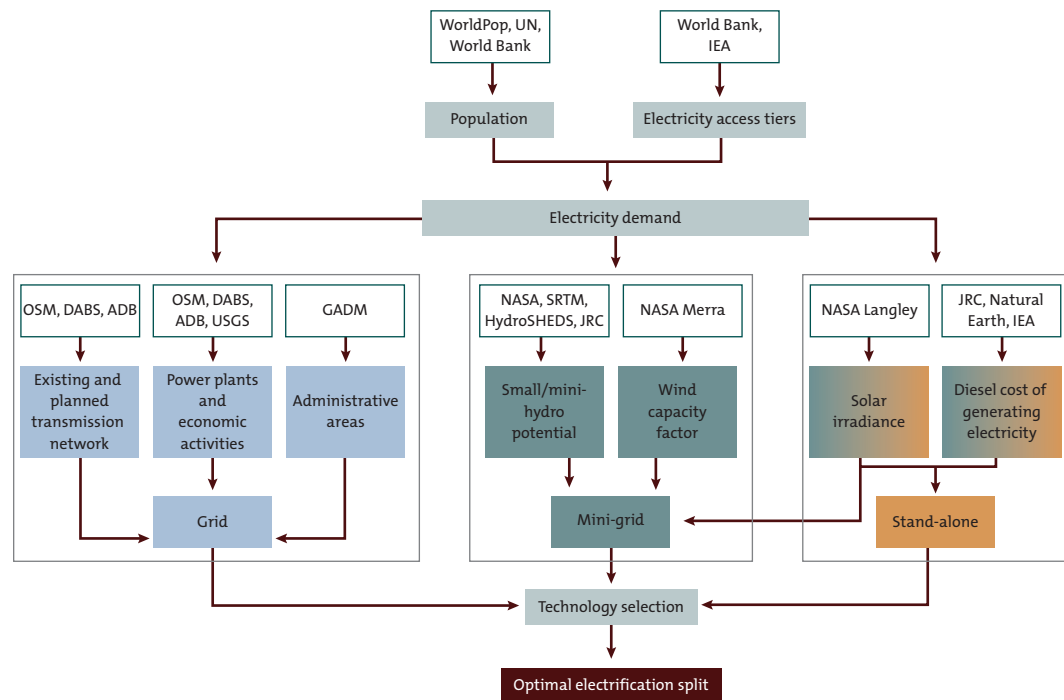 WorldPop, UN,
World Bank
World Bank,
IEA
Population
Electricity access tiers
Electricity demand
OSM, DABS, ADB
OSM, DABS,
ADB, USGS
GADM
NASA, SRTM,
HydroSHEDS, JRC
NASA Merra
NASA Langley
JRC, Natural
Earth, IEA
Existing and
planned
transmission
network
Power plants
and
economic
activities
Administrative
areas
Small/mini-
hydro
potential
Wind
capacity
factor
Solar
irradiance
Diesel cost of
generating
electricity
Grid
Mini-grid
Stand-alone
Technology selection
Optimal electrification split